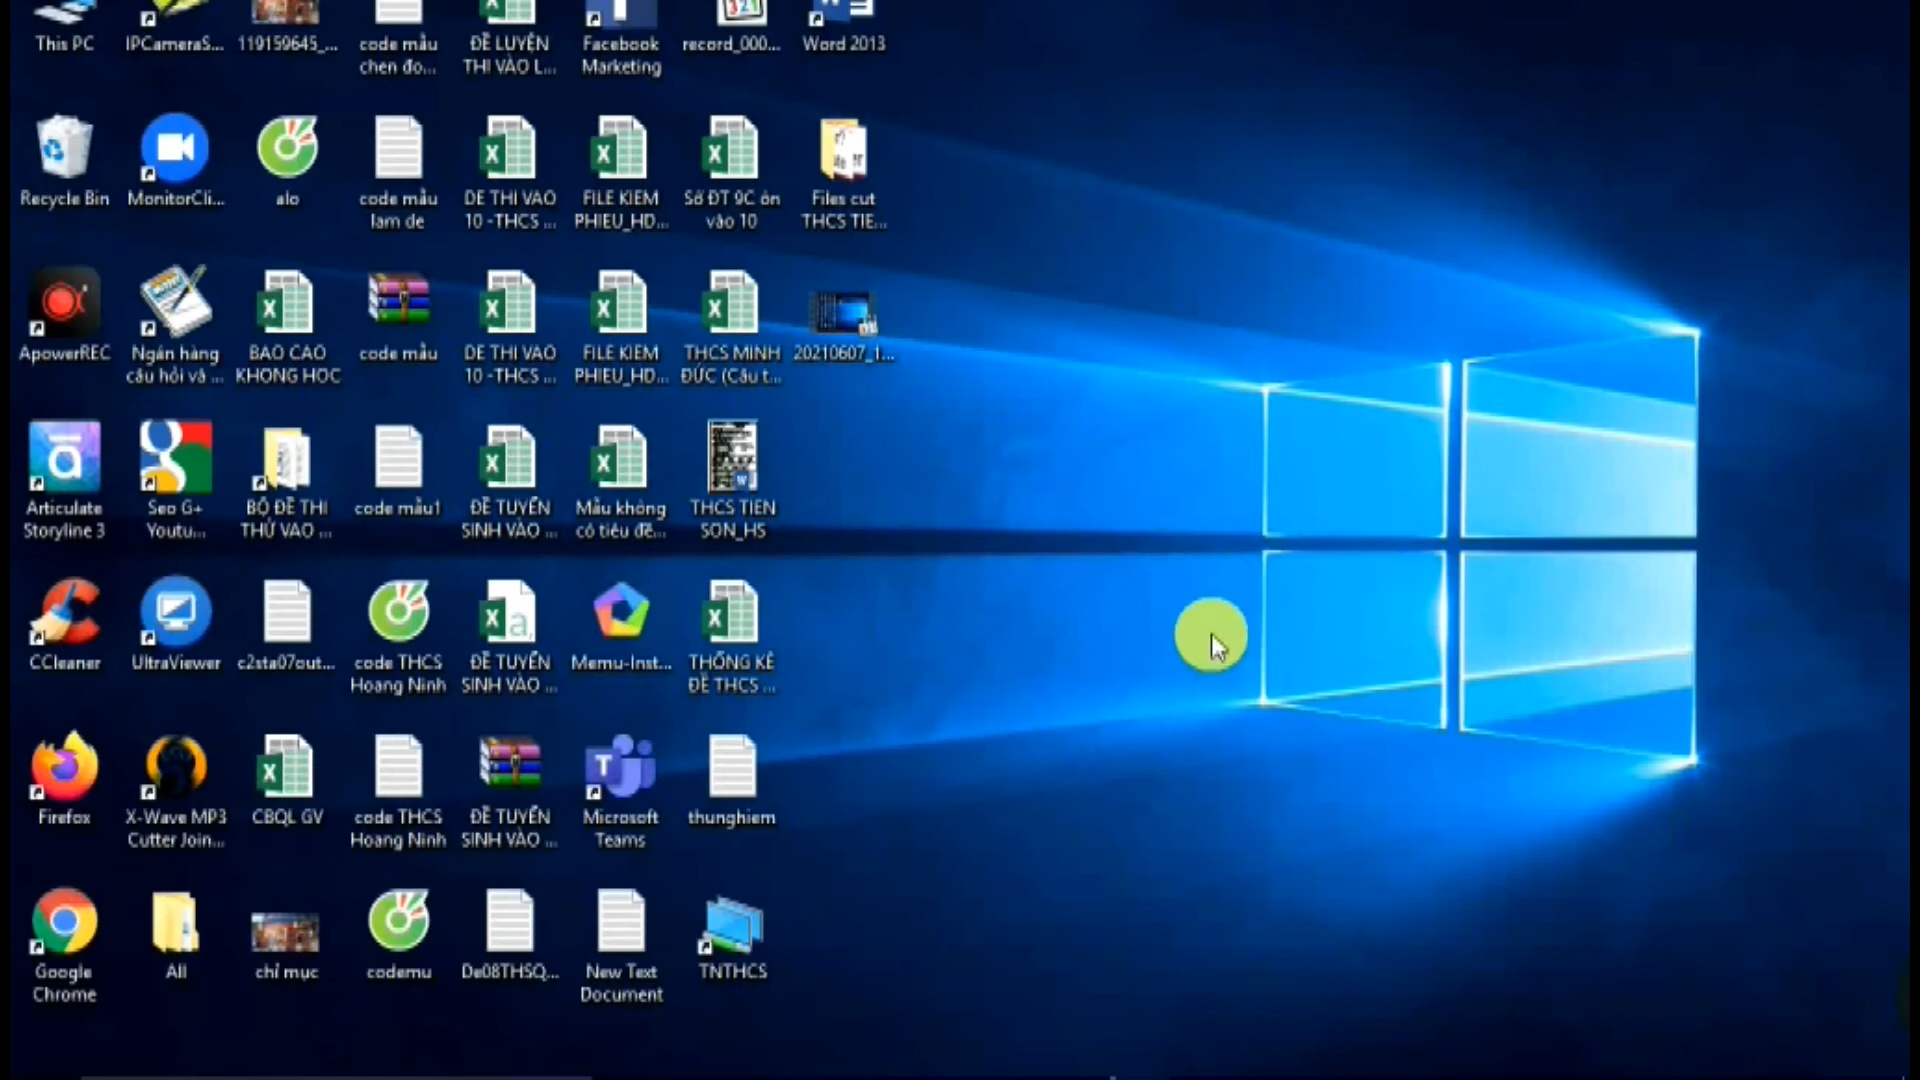 This PC
IPCameraS...
119159645_...
code mẫu
chen do...
ĐỀ LUYỆN
THI VÀO L...
Facebook
Marketing
record_000...
Word 2013
Recycle Bin
MonitorCli...
alo
code mẫu
lam de
DE THI VAO
10 -THCS ...
FILE KIEM
PHIEU_HD...
Số ĐT 9C ôn
vào 10
Files cut
THCS TIE...
ApowerREC
Ngân hàng
câu hỏi và ...
BAO CAO
KHONG HOC
code mẫu
DE THI VAO
10 -THCS ...
FILE KIEM
PHIEU_HD...
THCS MINH
ĐỨC (Câu t...
20210607_1...
Articulate
Storyline 3
Seo G+
Youtu...
BỘ ĐỀ THI
THỬ VÀO ...
code mẫu1
ĐỀ TUYỂN
SINH VÀO ...
Mẫu không
có tiêu đề...
THCS TIEN
SON_HS
CCleaner
UltraViewer
c2sta07out...
code THCS
Hoang Ninh
ĐỀ TUYỂN
SINH VÀO ...
Memu-Inst...
THỐNG KÊ
ĐỀ THCS ...
Firefox
X-Wave MP3
Cutter Join...
CBQL GV
code THCS
Hoang Ninh
ĐỀ TUYỂN
SINH VÀO ...
Microsoft
Teams
thunghiem
Google
Chrome
All
chỉ mục
codemu
De08THSQ...
New Text
Document
TNTHCS